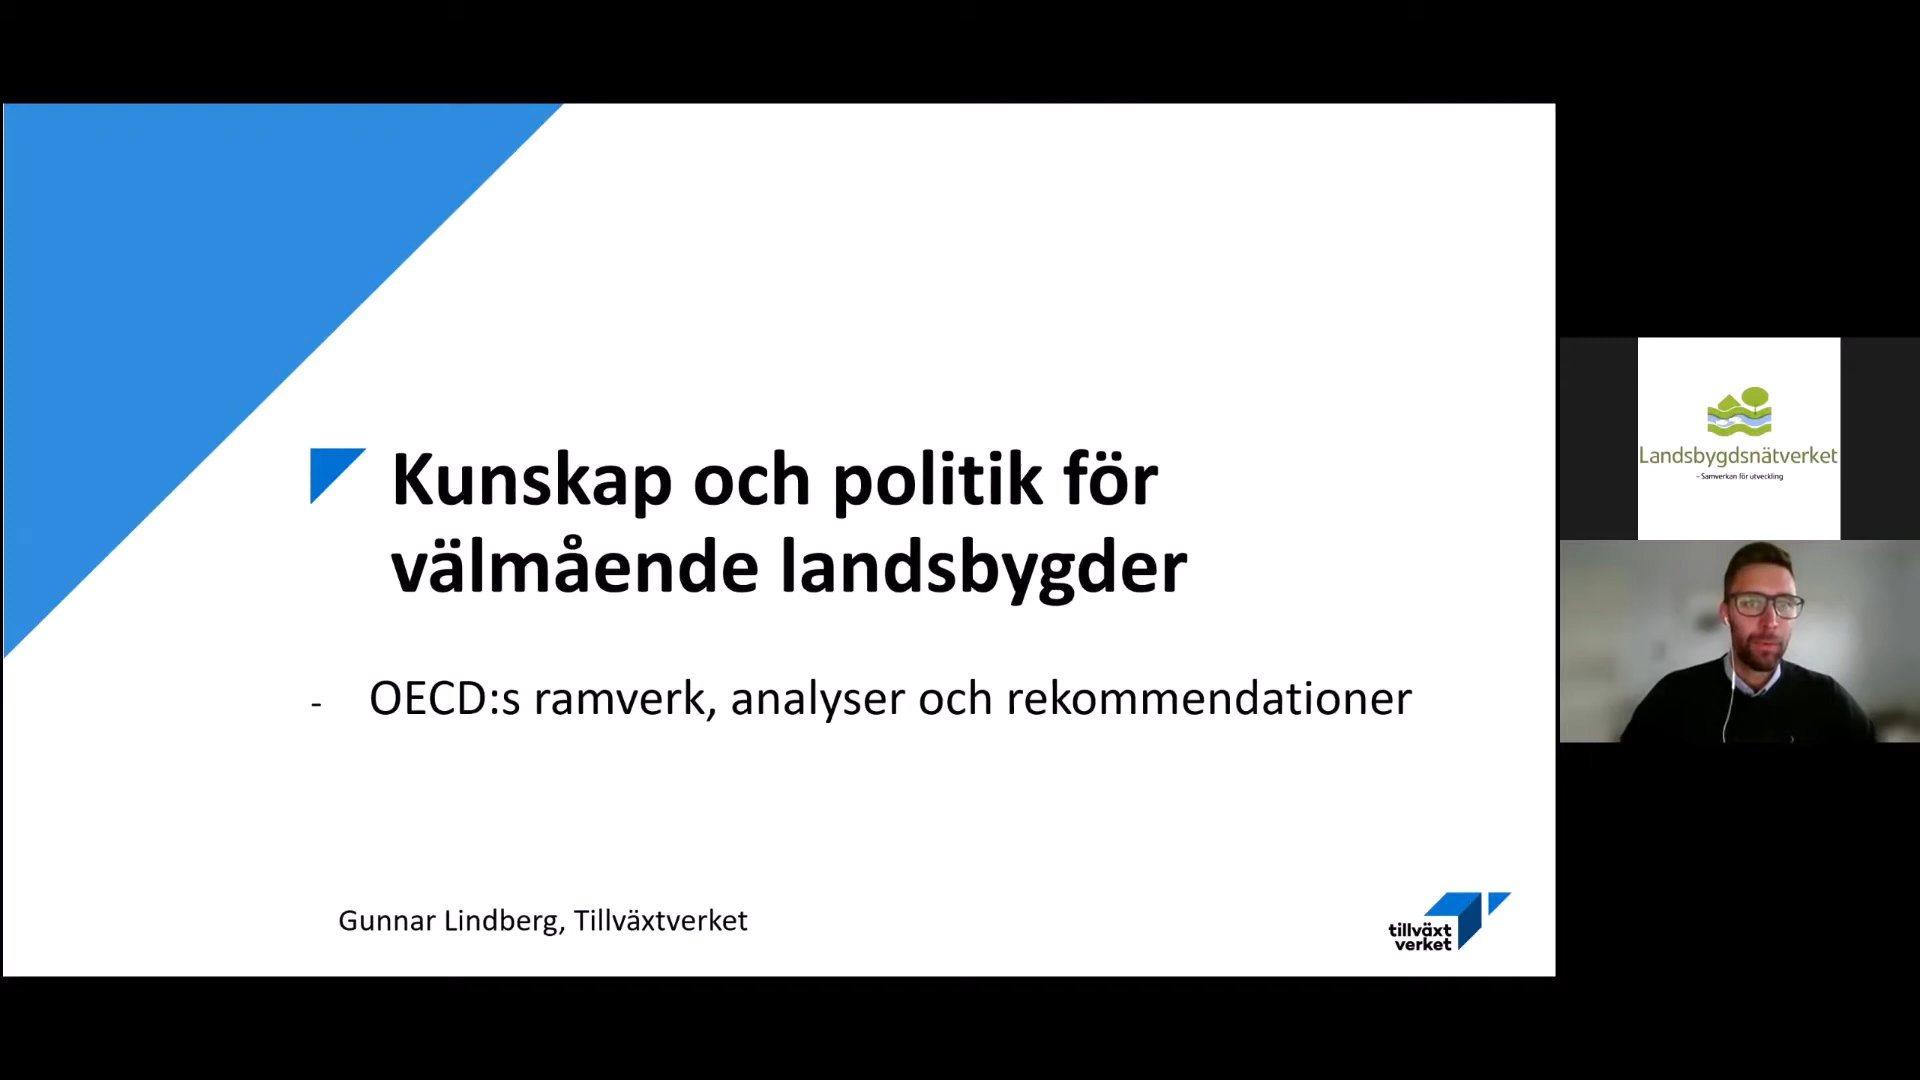 Kunskap och politik för
välmående landsbygder
- OECD:s ramverk, analyser och rekommendationer
Gunnar Lindberg, Tillväxtverket
tillväxt
verket
Landsbygdsnätverket
– Samverkan för utveckling